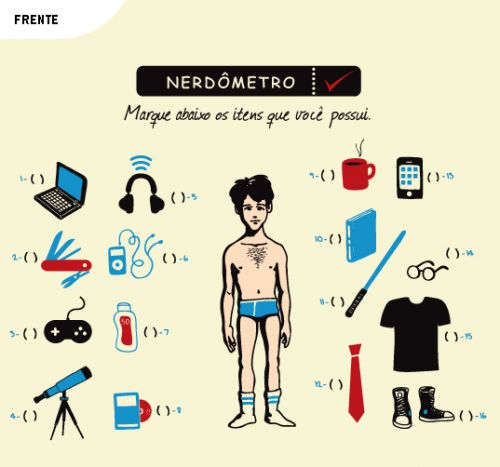 FRENTE
NERDÔMETRO
Marque abaixo os itens que você possui.
1- ( )
( ) -5
2- ( )
( ) -6
3- ( )
( ) -7
50
4- ( )
( ) -8
9- ( )
( ) -13
10- ( )
( ) -14
11- ( )
( ) -15
12- ( )
( ) -16